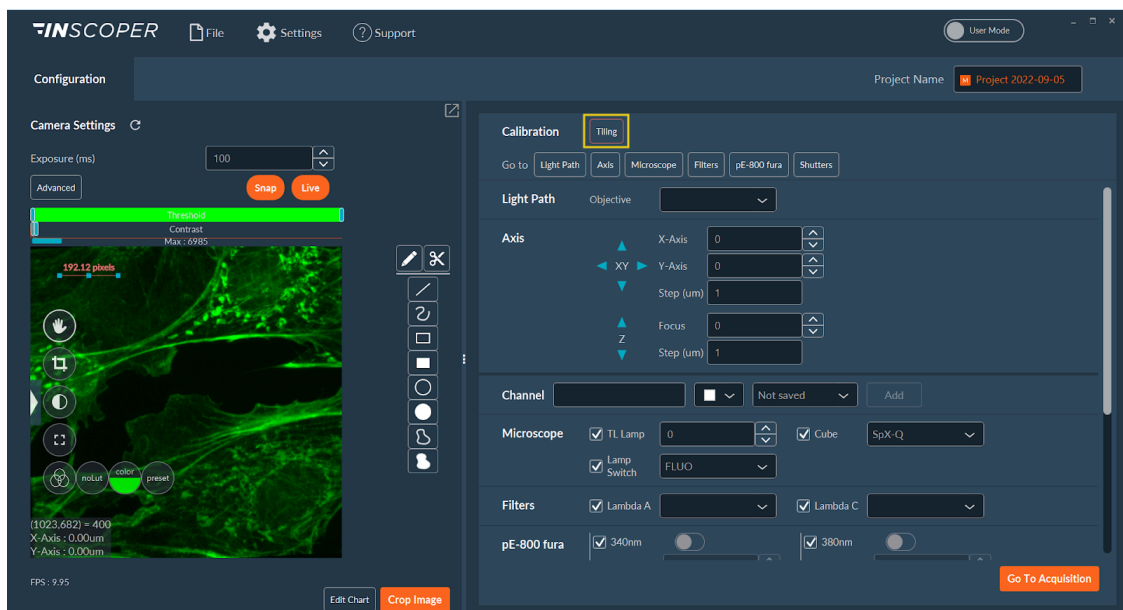 INSCOPER File Settings ? Support User Mode
Configuration
Project Name M Project 2022-09-05
Camera Settings
Exposure (ms) 100
Advanced Snap Live
Threshold
Contrast
Max : 6985
192.12 pixels
noLut color preset
(1023,682) = 400
X-Axis : 0.00um
Y-Axis : 0.00um
FPS : 9.95
Edit Chart Crop Image
Calibration Tiling
Go to Light Path Axis Microscope Filters pE-800 fura Shutters
Light Path Objective
Axis
X-Axis 0
XY Y-Axis 0
Step (um) 1
Focus 0
Z
Step (um) 1
Channel Not saved Add
Microscope TL Lamp 0 Cube SpX-Q
Lamp Switch FLUO
Filters Lambda A Lambda C
pE-800 fura 340nm 380nm
Go To Acquisition